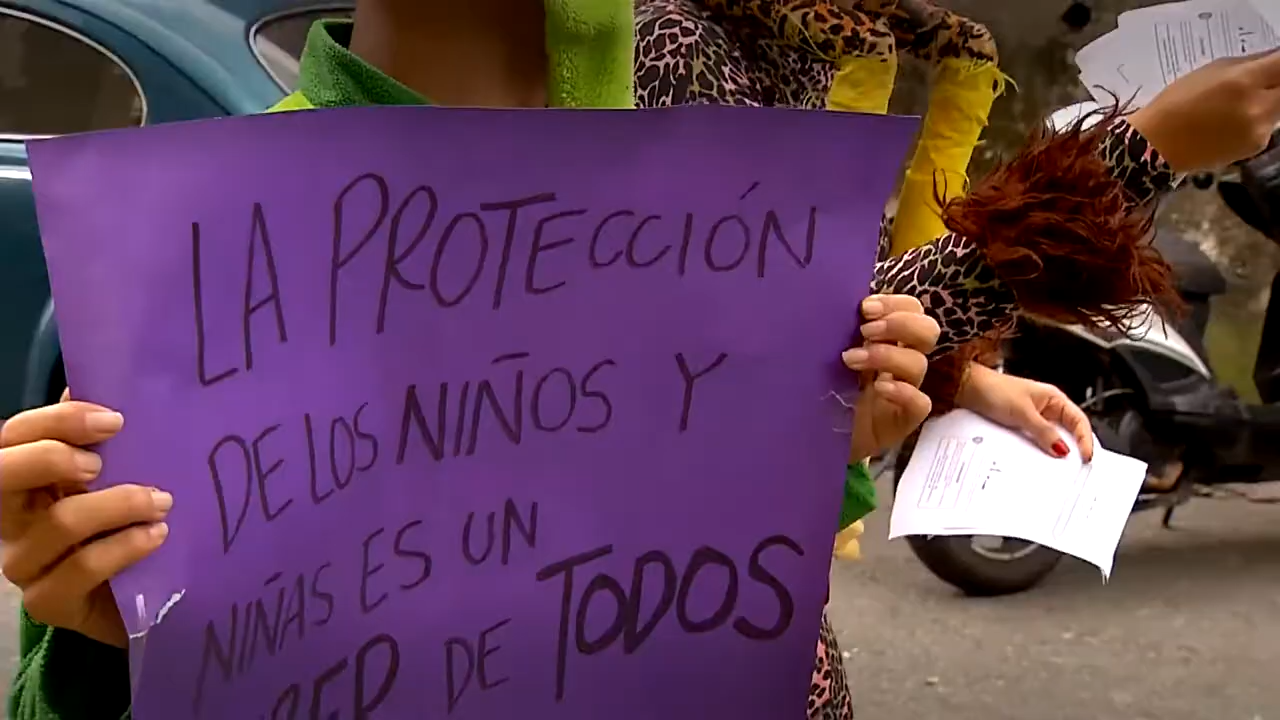 LA PROTECCIÓN
DE LOS NIÑOS Y
NIÑAS ES UN
DE TODOS